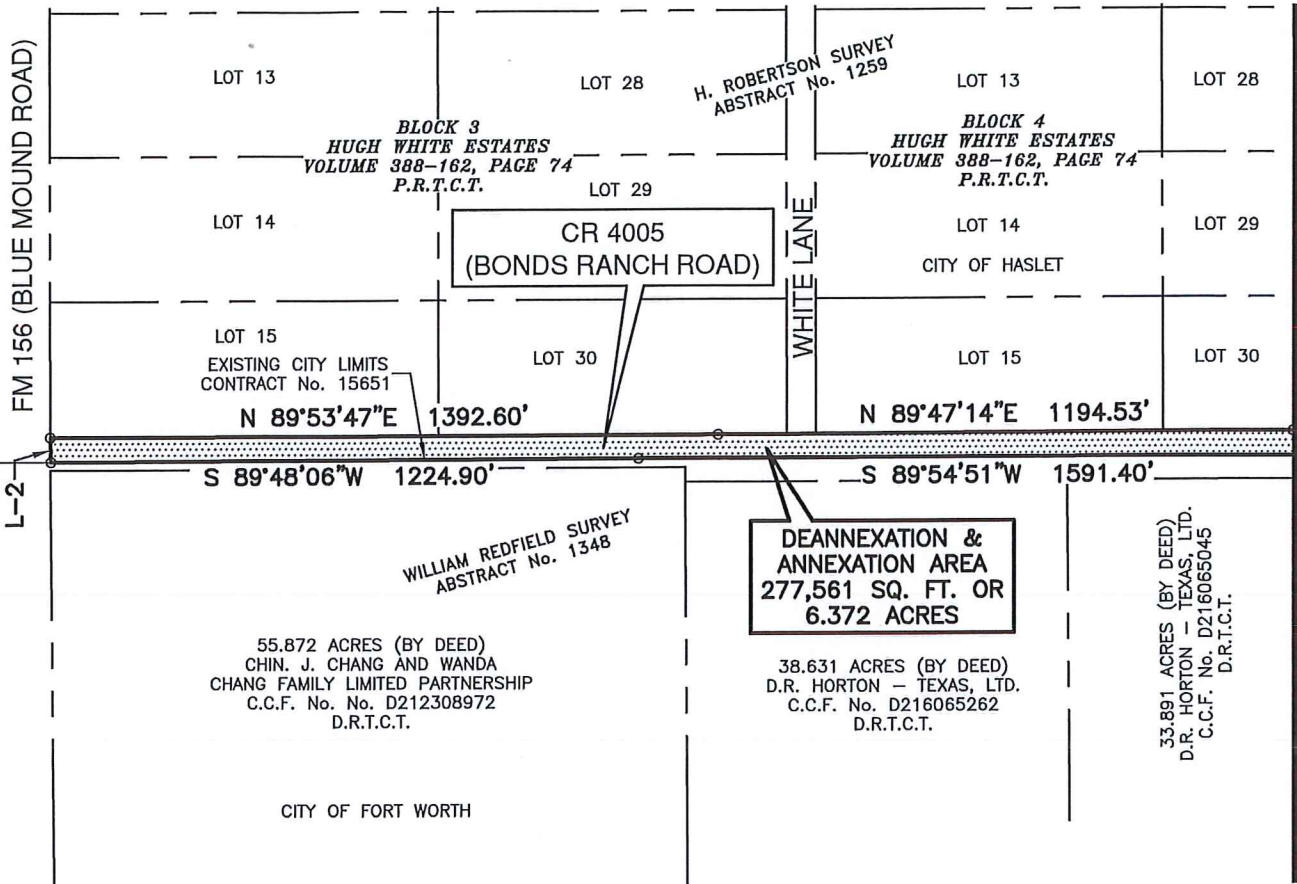 FM 156 (BLUE MOUND ROAD)
LOT 13
LOT 28
H. ROBERTSON SURVEY
ABSTRACT No. 1259
LOT 13
LOT 28
BLOCK 3
HUGH WHITE ESTATES
VOLUME 388-162, PAGE 74
P.R.T.C.T.
BLOCK 4
HUGH WHITE ESTATES
VOLUME 388-162, PAGE 74
P.R.T.C.T.
LOT 14
LOT 29
LOT 14
LOT 29
CITY OF HASLET
CR 4005
(BONDS RANCH ROAD)
WHITE LANE
LOT 15
LOT 30
LOT 15
LOT 30
EXISTING CITY LIMITS
CONTRACT No. 15651
N 89°53'47"E 1392.60'
N 89°47'14"E 1194.53'
L-2
S 89°48'06"W 1224.90'
S 89°54'51"W 1591.40'
WILLIAM REDFIELD SURVEY
ABSTRACT No. 1348
DEANNEXATION &
ANNEXATION AREA
277,561 SQ. FT. OR
6.372 ACRES
55.872 ACRES (BY DEED)
CHIN. J. CHANG AND WANDA
CHANG FAMILY LIMITED PARTNERSHIP
C.C.F. No. No. D212308972
D.R.T.C.T.
38.631 ACRES (BY DEED)
D.R. HORTON – TEXAS, LTD.
C.C.F. No. D216065262
D.R.T.C.T.
33.891 ACRES (BY DEED)
D.R. HORTON – TEXAS, LTD.
C.C.F. No. D216065045
D.R.T.C.T.
CITY OF FORT WORTH